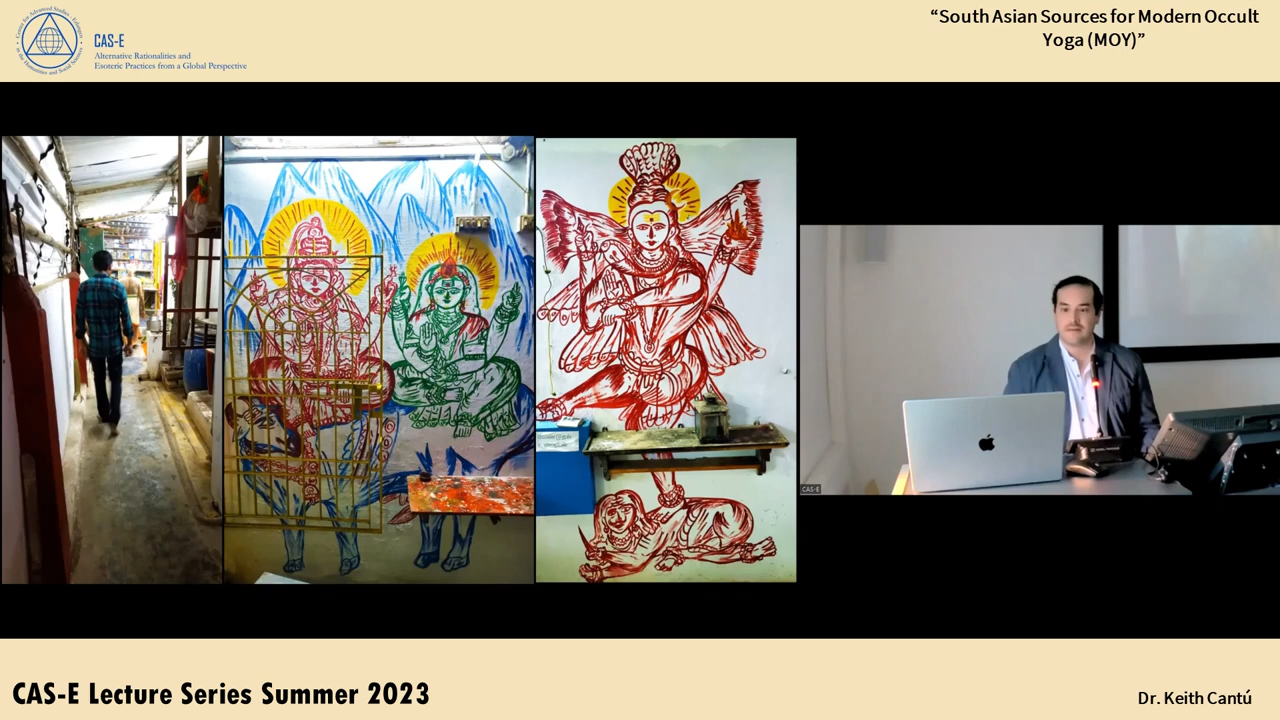 CAS-E
Alternative Rationalities and
Esoteric Practices from a Global Perspective
“South Asian Sources for Modern Occult
Yoga (MOY)”
CAS-E
CAS-E Lecture Series Summer 2023
Dr. Keith Cantú